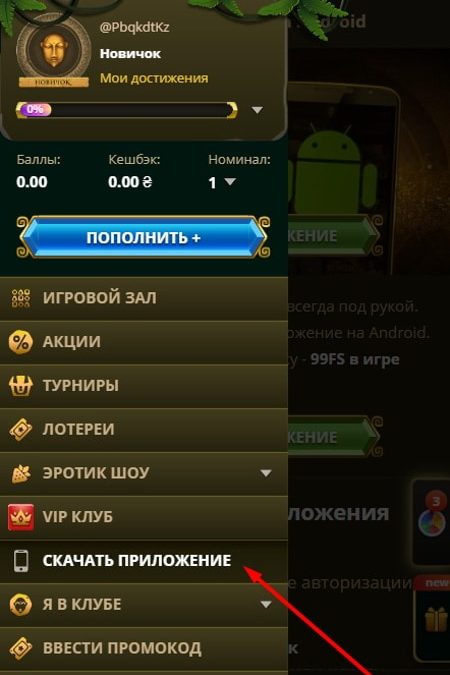 @PbqkdtKz
Новичок
НОВИЧОК
Мои достижения
0%
Баллы: Кешбэк: Номинал:
0.00 0.00 ₴ 1
ПОПОЛНИТЬ +
ИГРОВОЙ ЗАЛ
АКЦИИ
ТУРНИРЫ
ЛОТЕРЕИ
ЭРОТИК ШОУ
VIP КЛУБ
СКАЧАТЬ ПРИЛОЖЕНИЕ
Я В КЛУБЕ
ВВЕСТИ ПРОМОКОД
ЖЕНИЕ
всегда под рукой.
ложение на Android.
у - 99FS в игре
ЖЕНИЕ
3
ложения
new
е авторизации
к